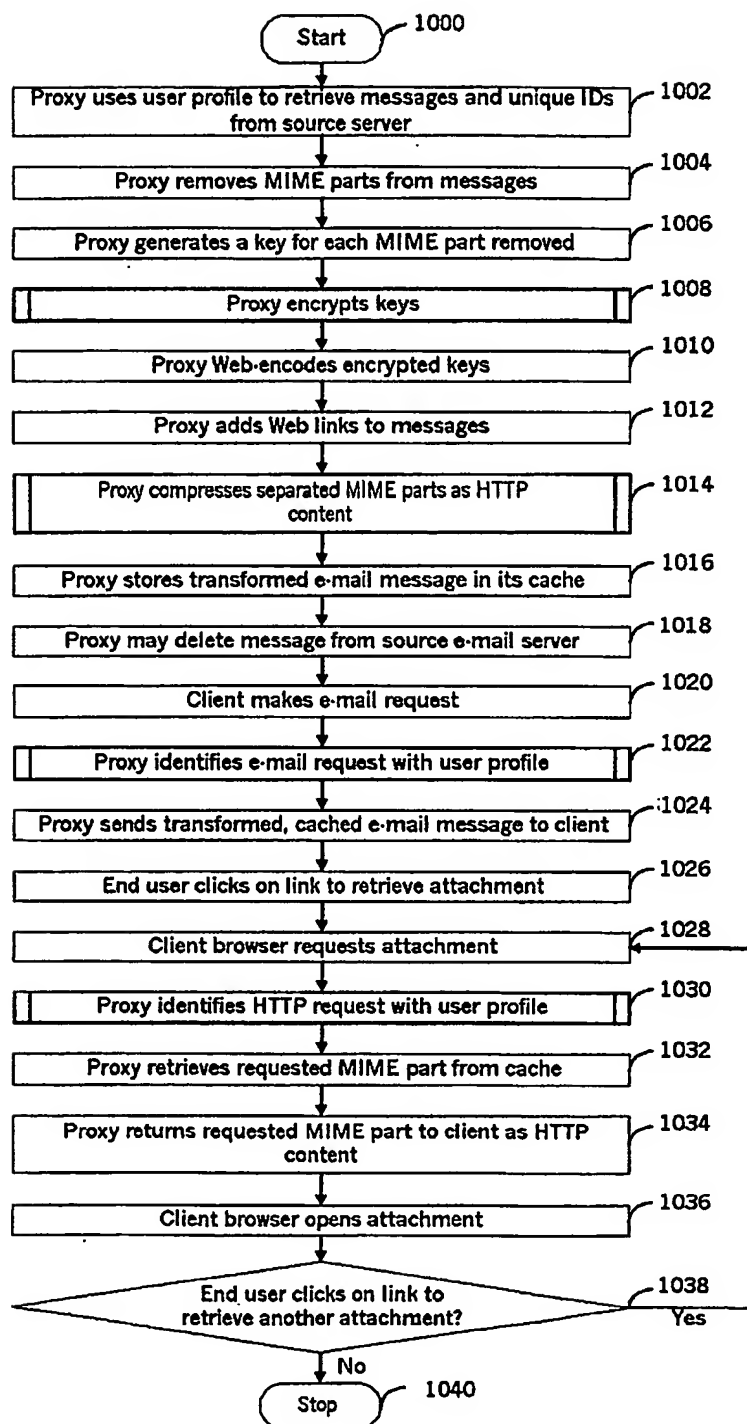 Start
1000
Proxy uses user profile to retrieve messages and unique IDs
from source server
1002
Proxy removes MIME parts from messages
1004
Proxy generates a key for each MIME part removed
1006
Proxy encrypts keys
1008
Proxy Web-encodes encrypted keys
1010
Proxy adds Web links to messages
1012
Proxy compresses separated MIME parts as HTTP
content
1014
Proxy stores transformed e-mail message in its cache
1016
Proxy may delete message from source e-mail server
1018
Client makes e-mail request
1020
Proxy identifies e-mail request with user profile
1022
Proxy sends transformed, cached e-mail message to client
1024
End user clicks on link to retrieve attachment
1026
Client browser requests attachment
1028
Proxy identifies HTTP request with user profile
1030
Proxy retrieves requested MIME part from cache
1032
Proxy returns requested MIME part to client as HTTP
content
1034
Client browser opens attachment
1036
End user clicks on link to
retrieve another attachment?
1038
Yes
No
Stop
1040